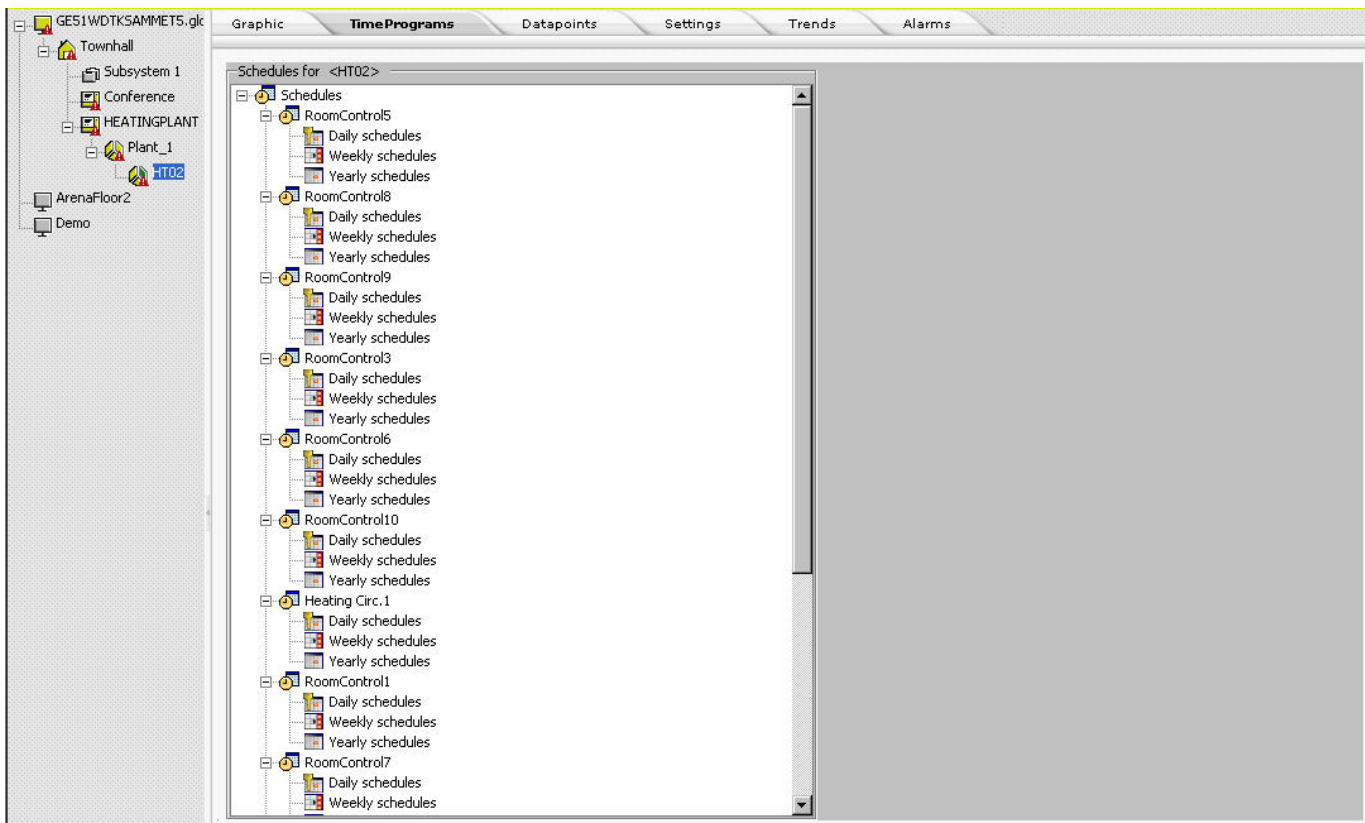 GE51WDTKSAMMET5.glc
Townhall
Subsystem 1
Conference
HEATINGPLANT
Plant_1
HT02
ArenaFloor2
Demo
Graphic TimePrograms Datapoints Settings Trends Alarms
Schedules for <HT02>
Schedules
RoomControl5
Daily schedules
Weekly schedules
Yearly schedules
RoomControl8
Daily schedules
Weekly schedules
Yearly schedules
RoomControl9
Daily schedules
Weekly schedules
Yearly schedules
RoomControl3
Daily schedules
Weekly schedules
Yearly schedules
RoomControl6
Daily schedules
Weekly schedules
Yearly schedules
RoomControl10
Daily schedules
Weekly schedules
Yearly schedules
Heating Circ.1
Daily schedules
Weekly schedules
Yearly schedules
RoomControl1
Daily schedules
Weekly schedules
Yearly schedules
RoomControl7
Daily schedules
Weekly schedules